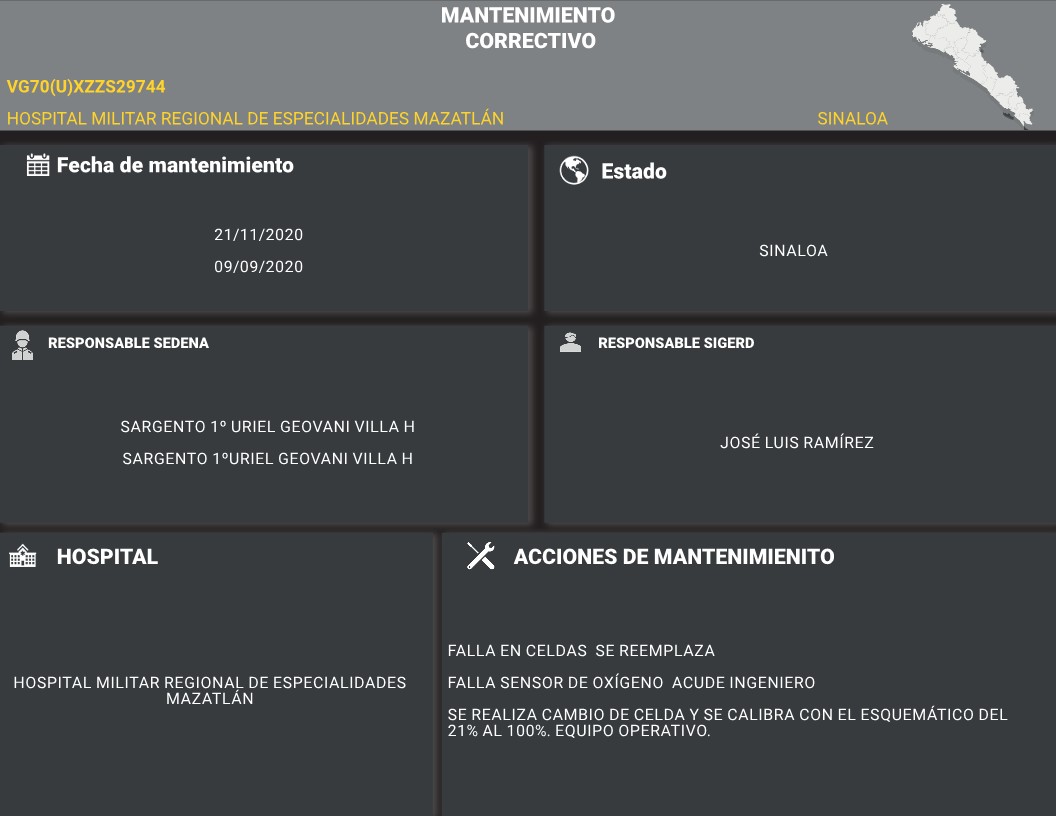 MANTENIMIENTO
CORRECTIVO
VG70(U)XZZS29744
HOSPITAL MILITAR REGIONAL DE ESPECIALIDADES MAZATLÁN
SINALOA
Fecha de mantenimiento
21/11/2020
09/09/2020
Estado
SINALOA
RESPONSABLE SEDENA
SARGENTO 1º URIEL GEOVANI VILLA H
SARGENTO 1ºURIEL GEOVANI VILLA H
RESPONSABLE SIGERD
JOSÉ LUIS RAMÍREZ
HOSPITAL
HOSPITAL MILITAR REGIONAL DE ESPECIALIDADES
MAZATLÁN
ACCIONES DE MANTENIMIENITO
FALLA EN CELDAS  SE REEMPLAZA
FALLA SENSOR DE OXÍGENO  ACUDE INGENIERO
SE REALIZA CAMBIO DE CELDA Y SE CALIBRA CON EL ESQUEMÁTICO DEL
21% AL 100%. EQUIPO OPERATIVO.